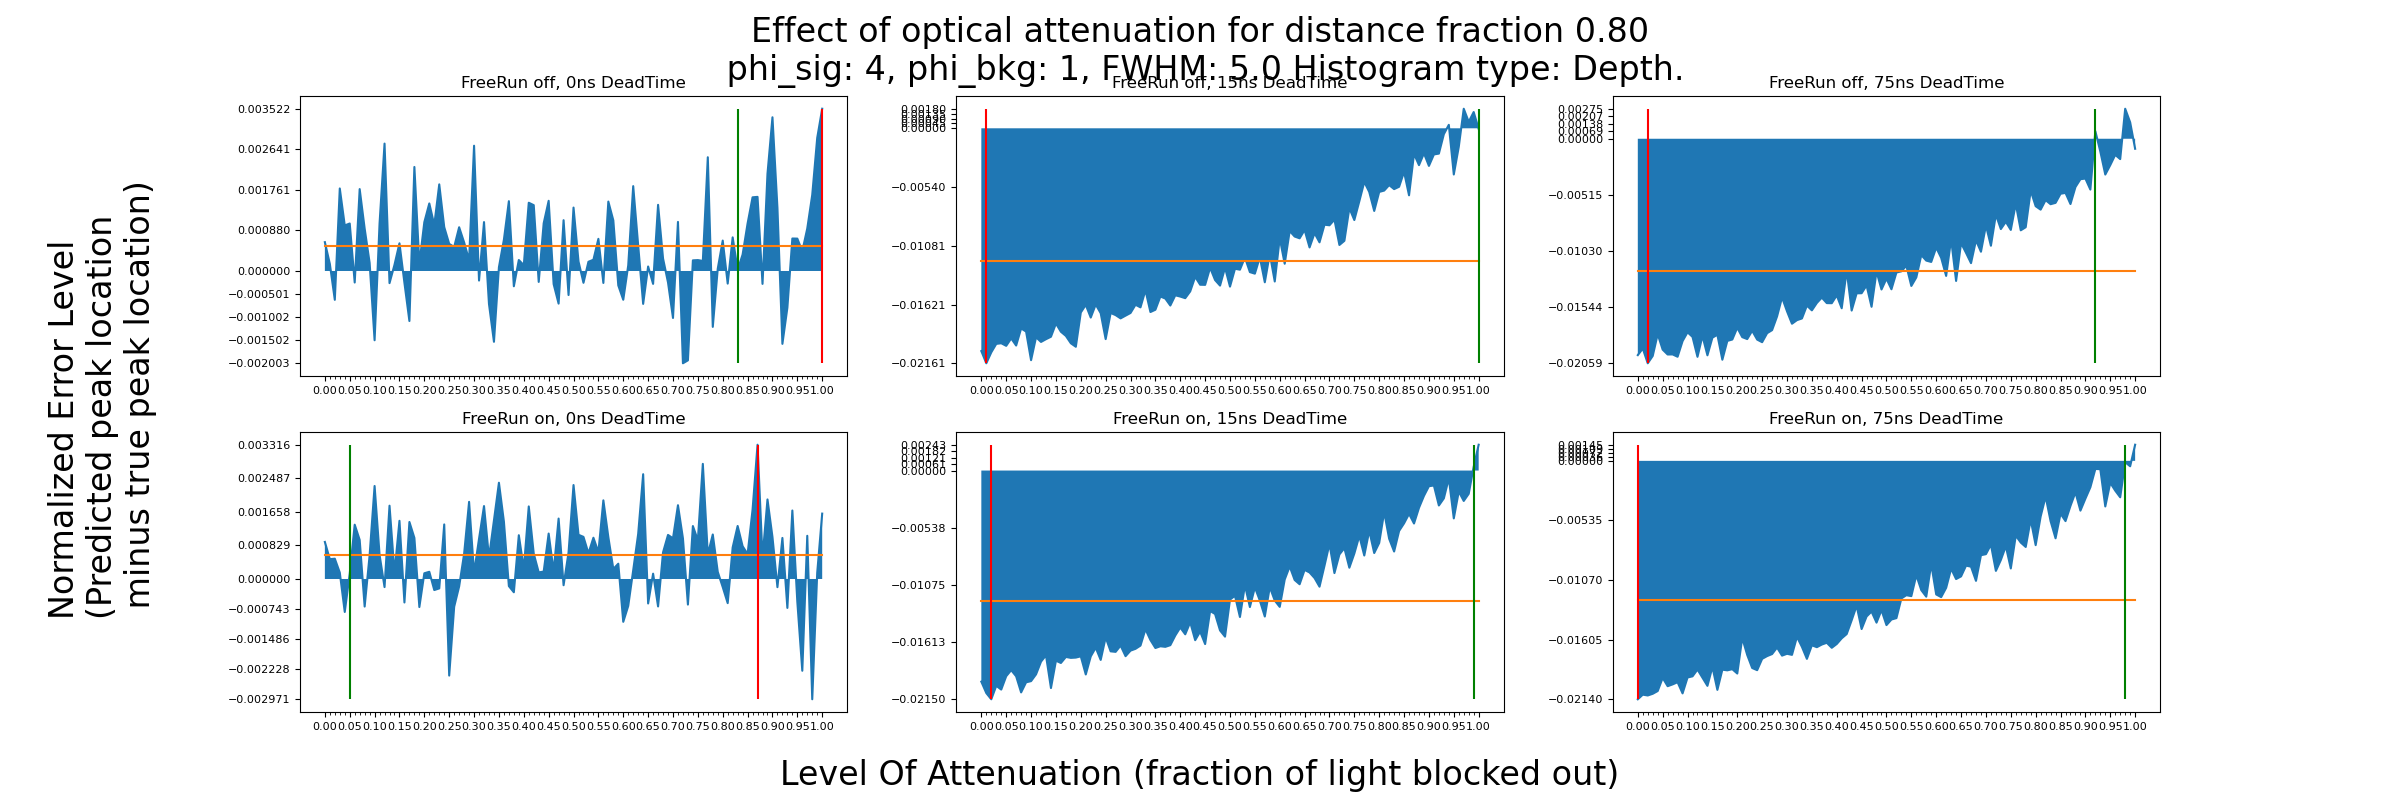 Effect of optical attenuation for distance fraction 0.80
phi_sig: 4, phi_bkg: 1, FWHM: 5.0 Histogram type: Depth.
Normalized Error Level
(Predicted peak location
minus true peak location)
FreeRun off, 0ns DeadTime
0.003522
0.002641
0.001761
0.000880
0.000000
−0.000501
−0.001002
−0.001502
−0.002003
0.00 0.05 0.10 0.15 0.20 0.25 0.30 0.35 0.40 0.45 0.50 0.55 0.60 0.65 0.70 0.75 0.80 0.85 0.90 0.95 1.00
FreeRun off, 15ns DeadTime
0.00180
0.00000
−0.00540
−0.01081
−0.01621
−0.02161
0.00 0.05 0.10 0.15 0.20 0.25 0.30 0.35 0.40 0.45 0.50 0.55 0.60 0.65 0.70 0.75 0.80 0.85 0.90 0.95 1.00
FreeRun off, 75ns DeadTime
0.00275
0.00207
0.00138
0.00069
0.00000
−0.00515
−0.01030
−0.01544
−0.02059
0.00 0.05 0.10 0.15 0.20 0.25 0.30 0.35 0.40 0.45 0.50 0.55 0.60 0.65 0.70 0.75 0.80 0.85 0.90 0.95 1.00
FreeRun on, 0ns DeadTime
0.003316
0.002487
0.001658
0.000829
0.000000
−0.000743
−0.001486
−0.002228
−0.002971
0.00 0.05 0.10 0.15 0.20 0.25 0.30 0.35 0.40 0.45 0.50 0.55 0.60 0.65 0.70 0.75 0.80 0.85 0.90 0.95 1.00
FreeRun on, 15ns DeadTime
0.00243
0.00182
0.00121
0.00061
0.00000
−0.00538
−0.01075
−0.01613
−0.02150
0.00 0.05 0.10 0.15 0.20 0.25 0.30 0.35 0.40 0.45 0.50 0.55 0.60 0.65 0.70 0.75 0.80 0.85 0.90 0.95 1.00
FreeRun on, 75ns DeadTime
0.00145
0.00000
−0.00535
−0.01070
−0.01605
−0.02140
0.00 0.05 0.10 0.15 0.20 0.25 0.30 0.35 0.40 0.45 0.50 0.55 0.60 0.65 0.70 0.75 0.80 0.85 0.90 0.95 1.00
Level Of Attenuation (fraction of light blocked out)